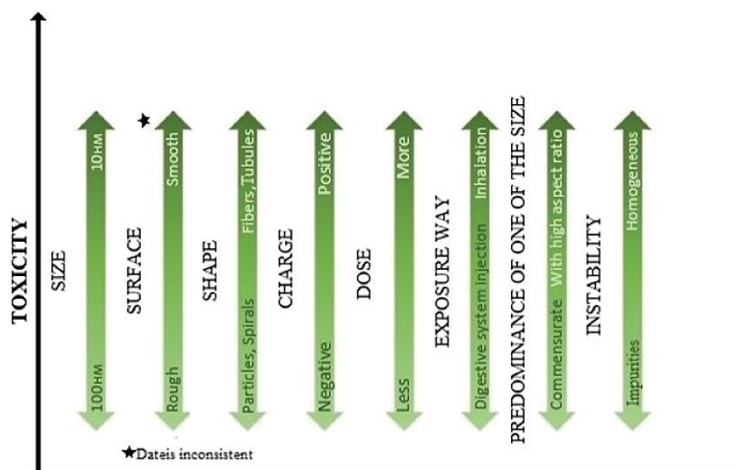 TOXICITY
SIZE
10HM
100HM
SURFACE
★
Smooth
Rough
SHAPE
Fibers,Tubules
Particles, Spirals
CHARGE
Positive
Negative
DOSE
More
Less
EXPOSURE WAY
Inhalation
Digestive system injection
PREDOMINANCE OF ONE OF THE SIZE
With high aspect ratio
Commensurate
INSTABILITY
Homogeneous
Impurities
★Dateis inconsistent